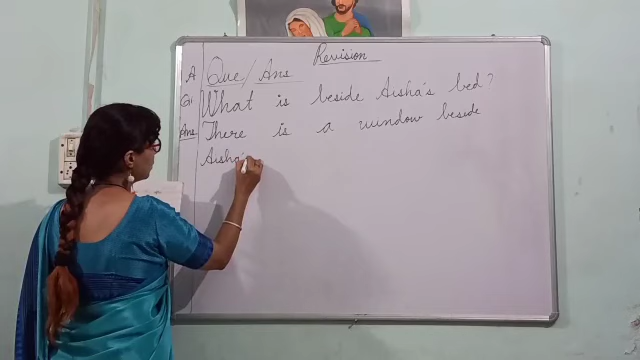 Revision
A Que/Ans
Q1 What is beside Aisha's bed?
Ans There is a window beside
Aisha's